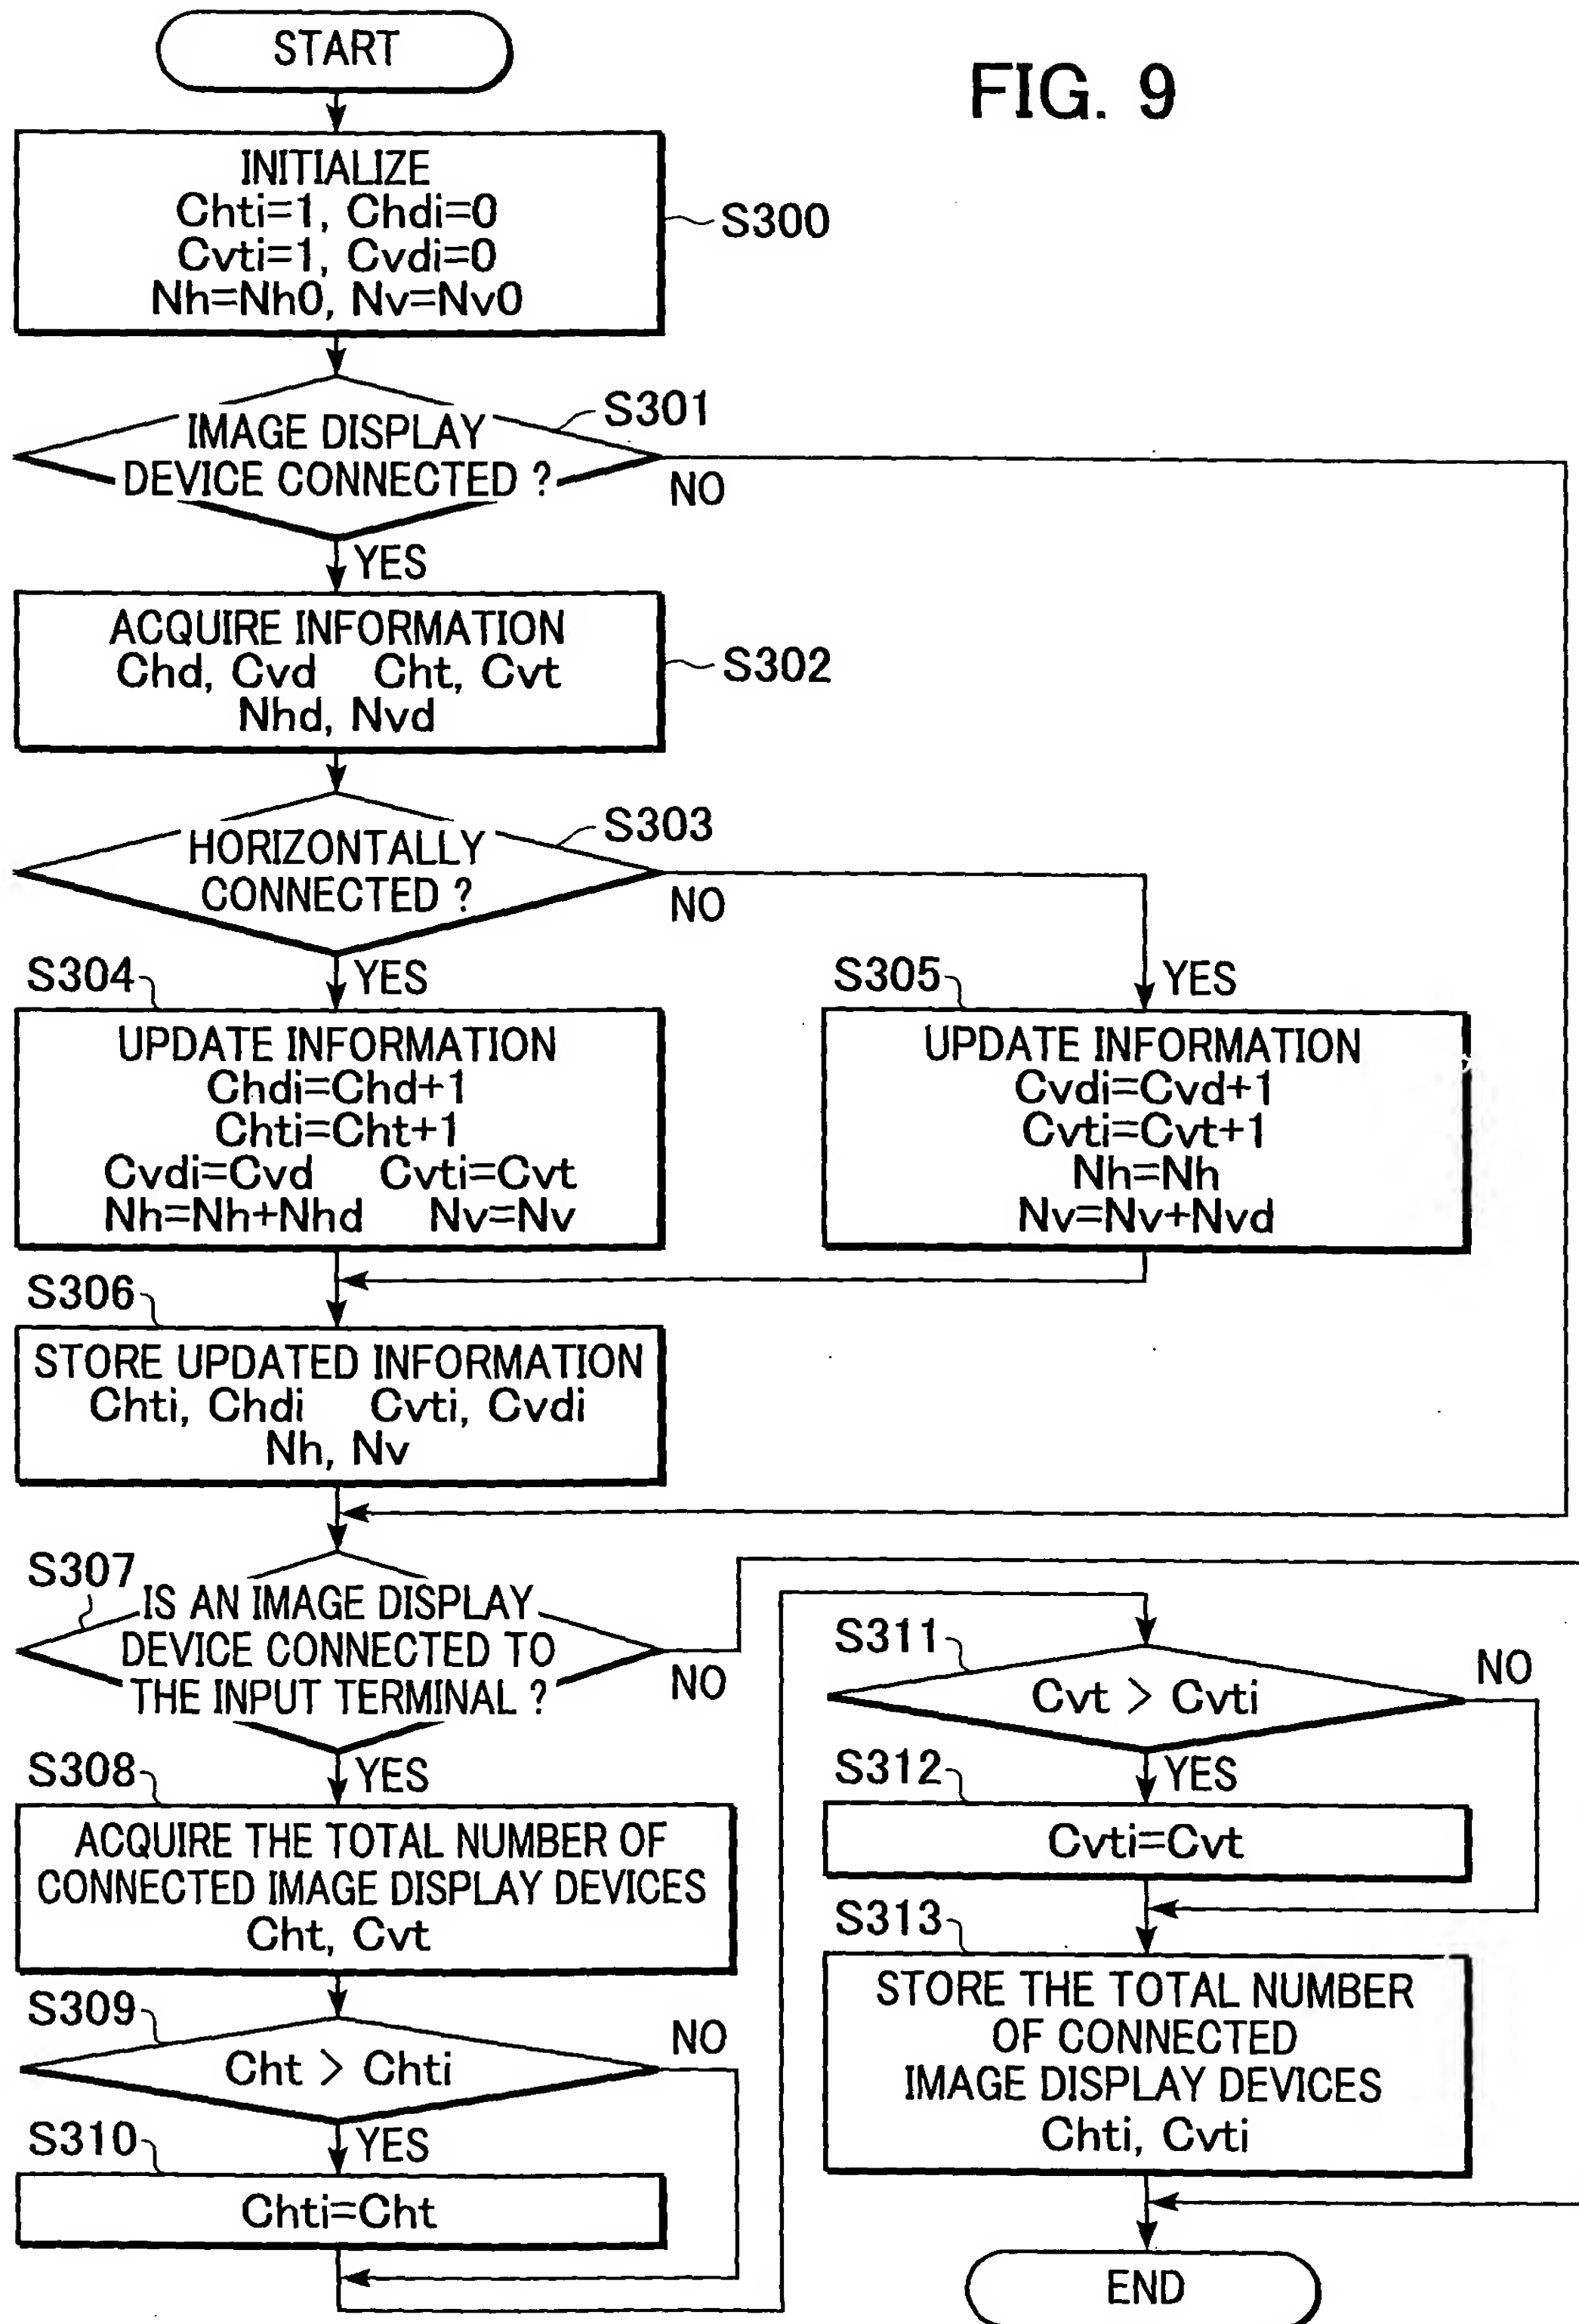 START
FIG. 9
INITIALIZE
Chti=1, Chdi=0
Cvti=1, Cvdi=0
Nh=Nh0, Nv=Nv0
S300
S301
IMAGE DISPLAY
DEVICE CONNECTED ?
NO
YES
ACQUIRE INFORMATION
Chd, Cvd Cht, Cvt
Nhd, Nvd
S302
S303
HORIZONTALLY
CONNECTED ?
NO
YES
S304
UPDATE INFORMATION
Chdi=Chd+1
Chti=Cht+1
Cvdi=Cvd Cvti=Cvt
Nh=Nh+Nhd Nv=Nv
S305
YES
UPDATE INFORMATION
Cvdi=Cvd+1
Cvti=Cvt+1
Nh=Nh
Nv=Nv+Nvd
S306
STORE UPDATED INFORMATION
Chti, Chdi Cvti, Cvdi
Nh, Nv
S307
IS AN IMAGE DISPLAY
DEVICE CONNECTED TO
THE INPUT TERMINAL ?
NO
YES
S308
ACQUIRE THE TOTAL NUMBER OF
CONNECTED IMAGE DISPLAY DEVICES
Cht, Cvt
S309
Cht > Chti
NO
YES
S310
Chti=Cht
S311
Cvt > Cvti
NO
YES
S312
Cvti=Cvt
S313
STORE THE TOTAL NUMBER
OF CONNECTED
IMAGE DISPLAY DEVICES
Chti, Cvti
END